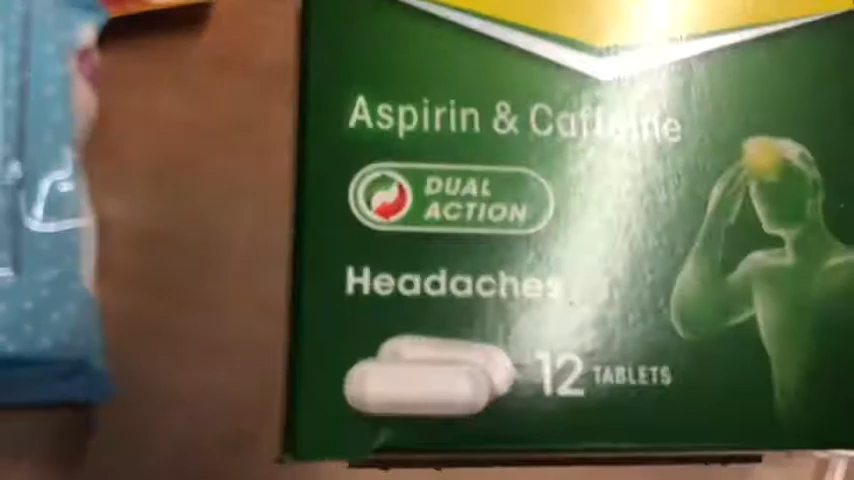 Aspirin & Caffeine
DUAL
ACTION
Headaches
12 TABLETS